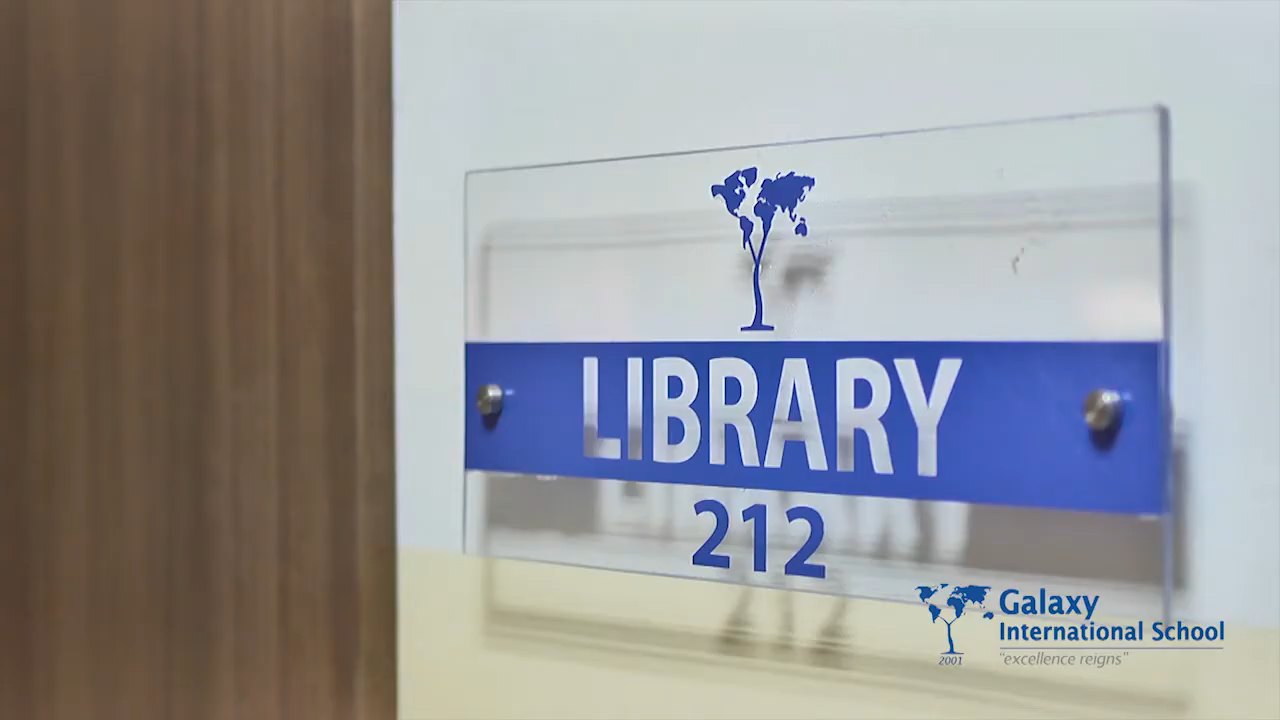 LIBRARY
212
Galaxy
International School
2001
"excellence reigns"